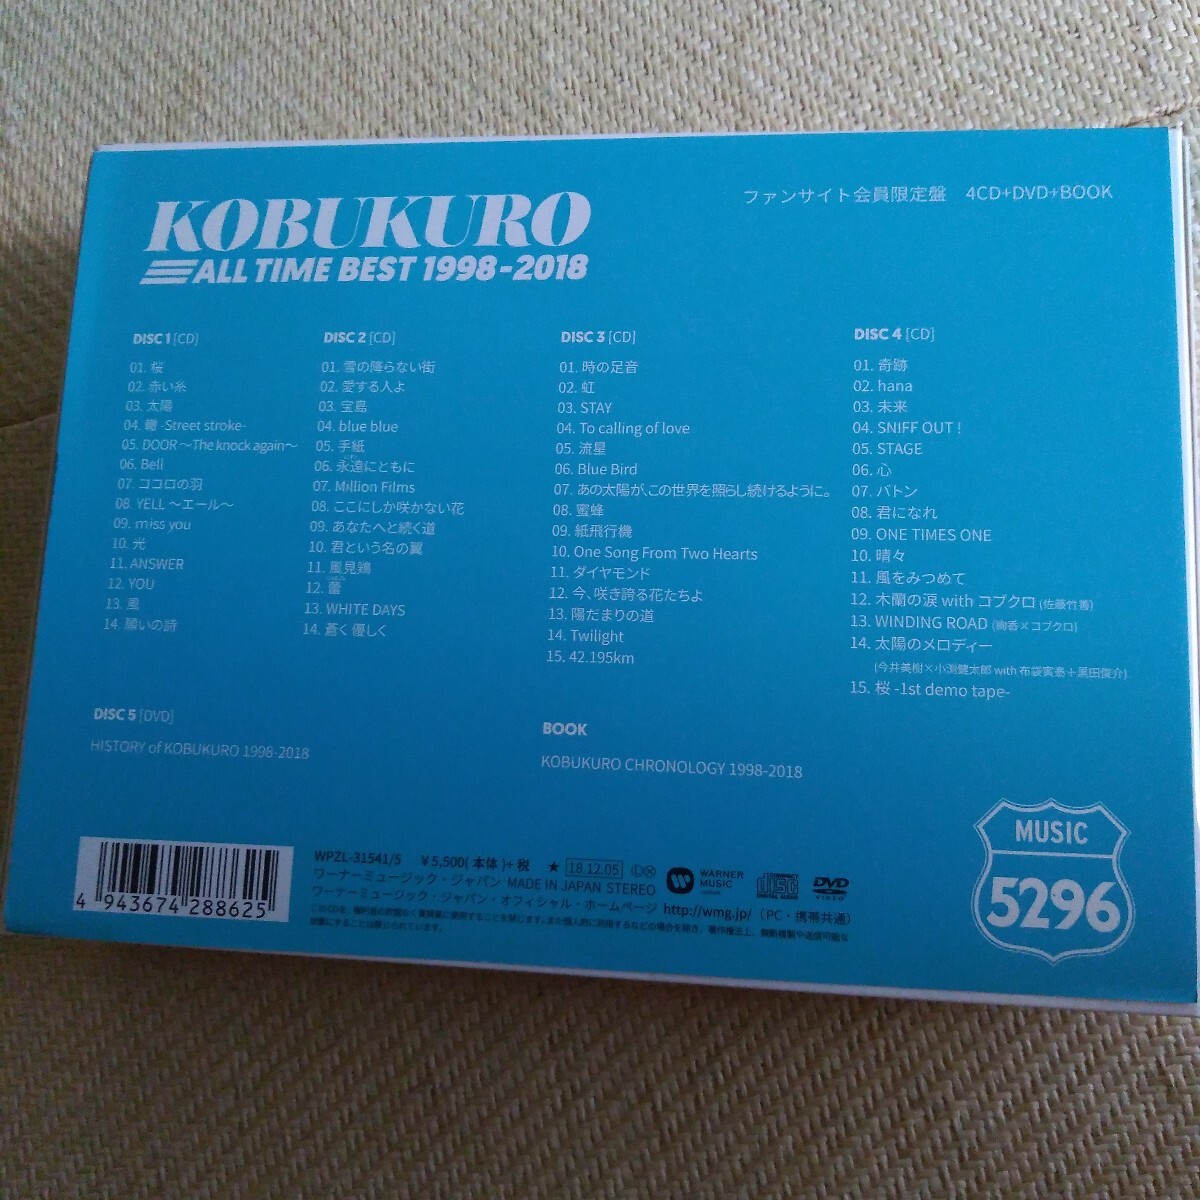 KOBUKURO
ALL TIME BEST 1998-2018
ファンサイト会員限定盤 4CD+DVD+BOOK
DISC 1 [CD]
01. 桜
02. 赤い糸
03. 太陽
04. 轍 -Street stroke-
05. DOOR ～The knock again～
06. Bell
07. ココロの羽
08. YELL ～エール～
09. miss you
10. 光
11. ANSWER
12. YOU
13. 風
14. 願いの詩
DISC 2 [CD]
01. 雪の降らない街
02. 愛する人よ
03. 宝島
04. blue blue
05. 手紙
06. 永遠にともに
07. Million Films
08. ここにしか咲かない花
09. あなたへと続く道
10. 君という名の翼
11. 風見鶏
12. 蕾
13. WHITE DAYS
14. 蒼く 優しく
DISC 3 [CD]
01. 時の足音
02. 虹
03. STAY
04. To calling of love
05. 流星
06. Blue Bird
07. あの太陽が、この世界を照らし続けるように。
08. 蜜蜂
09. 紙飛行機
10. One Song From Two Hearts
11. ダイヤモンド
12. 今、咲き誇る花たちよ
13. 陽だまりの道
14. Twilight
15. 42.195km
DISC 4 [CD]
01. 奇跡
02. hana
03. 未来
04. SNIFF OUT !
05. STAGE
06. 心
07. バトン
08. 君になれ
09. ONE TIMES ONE
10. 晴々
11. 風をみつめて
12. 木蘭の涙 with コブクロ (佐藤竹善)
13. WINDING ROAD (絢香×コブクロ)
14. 太陽のメロディー
(今井美樹×小渕健太郎 with 布袋寅泰+黒田俊介)
15. 桜 -1st demo tape-
DISC 5 [DVD]
HISTORY of KOBUKURO 1998-2018
BOOK
KOBUKURO CHRONOLOGY 1998-2018
MUSIC
5296
4 943674 288625
WPZL-31541/5 ￥5,500(本体)+税 ★ 18.12.05 Ⓓ Ⓧ
ワーナーミュージック・ジャパン MADE IN JAPAN STEREO
ワーナーミュージック・ジャパン・オフィシャル・ホームページ http://wmg.jp/（PC・携帯共通）
WARNER MUSIC
disc
DIGITAL AUDIO
DVD
VIDEO